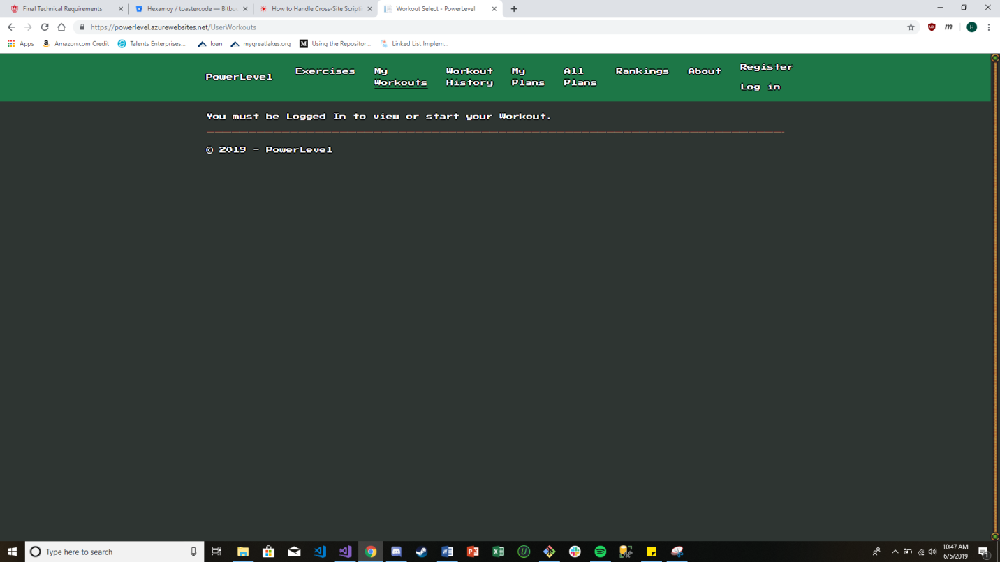 Final Technical Requirements
Hexamoy / toastercode — Bitbu
How to Handle Cross-Site Scripti
Workout Select - PowerLevel
https://powerlevel.azurewebsites.net/UserWorkouts
Apps
Amazon.com Credit
Talents Enterprises...
loan
mygreatlakes.org
Using the Repositor...
Linked List Implem...
PowerLevel
Exercises
My
Workouts
Workout
History
My
Plans
All
Plans
Rankings
About
Register
Log in
You must be Logged In to view or start your Workout.
© 2019 - PowerLevel
Type here to search
10:47 AM
6/5/2019